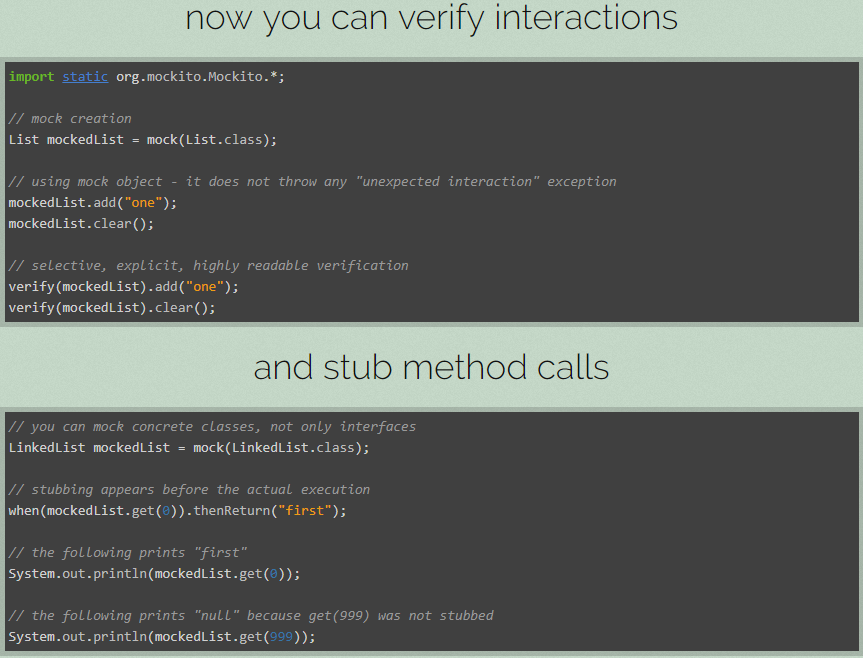 now you can verify interactions
import static org.mockito.Mockito.*;
// mock creation
List mockedList = mock(List.class);
// using mock object - it does not throw any "unexpected interaction" exception
mockedList.add("one");
mockedList.clear();
// selective, explicit, highly readable verification
verify(mockedList).add("one");
verify(mockedList).clear();
and stub method calls
// you can mock concrete classes, not only interfaces
LinkedList mockedList = mock(LinkedList.class);
// stubbing appears before the actual execution
when(mockedList.get(0)).thenReturn("first");
// the following prints "first"
System.out.println(mockedList.get(0));
// the following prints "null" because get(999) was not stubbed
System.out.println(mockedList.get(999));